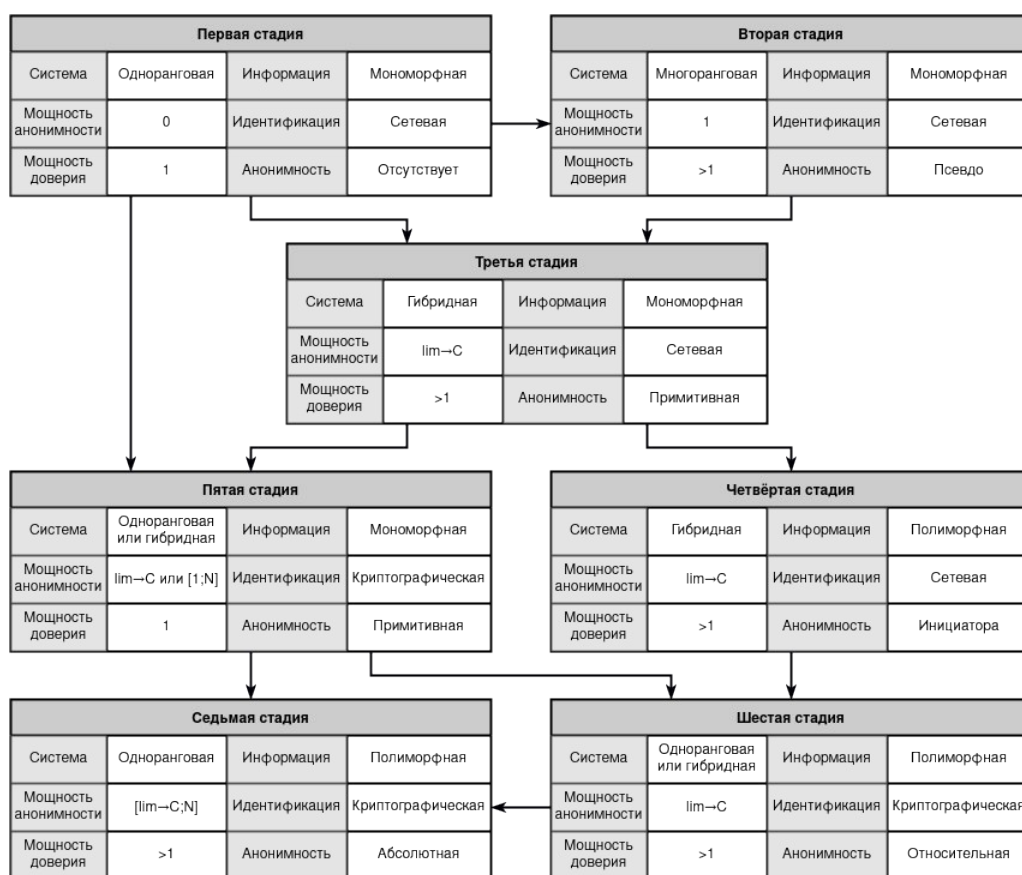 Первая стадия
Система Одноранговая Информация Мономорфная
Мощность анонимности 0 Идентификация Сетевая
Мощность доверия 1 Анонимность Отсутствует
Вторая стадия
Система Многоранговая Информация Мономорфная
Мощность анонимности 1 Идентификация Сетевая
Мощность доверия >1 Анонимность Псевдо
Третья стадия
Система Гибридная Информация Мономорфная
Мощность анонимности lim→C Идентификация Сетевая
Мощность доверия >1 Анонимность Примитивная
Пятая стадия
Система Одноранговая или гибридная Информация Мономорфная
Мощность анонимности lim→C или [1;N] Идентификация Криптографическая
Мощность доверия 1 Анонимность Примитивная
Четвёртая стадия
Система Гибридная Информация Полиморфная
Мощность анонимности lim→C Идентификация Сетевая
Мощность доверия >1 Анонимность Инициатора
Седьмая стадия
Система Одноранговая Информация Полиморфная
Мощность анонимности [lim→C;N] Идентификация Криптографическая
Мощность доверия >1 Анонимность Абсолютная
Шестая стадия
Система Одноранговая или гибридная Информация Полиморфная
Мощность анонимности lim→C Идентификация Криптографическая
Мощность доверия >1 Анонимность Относительная